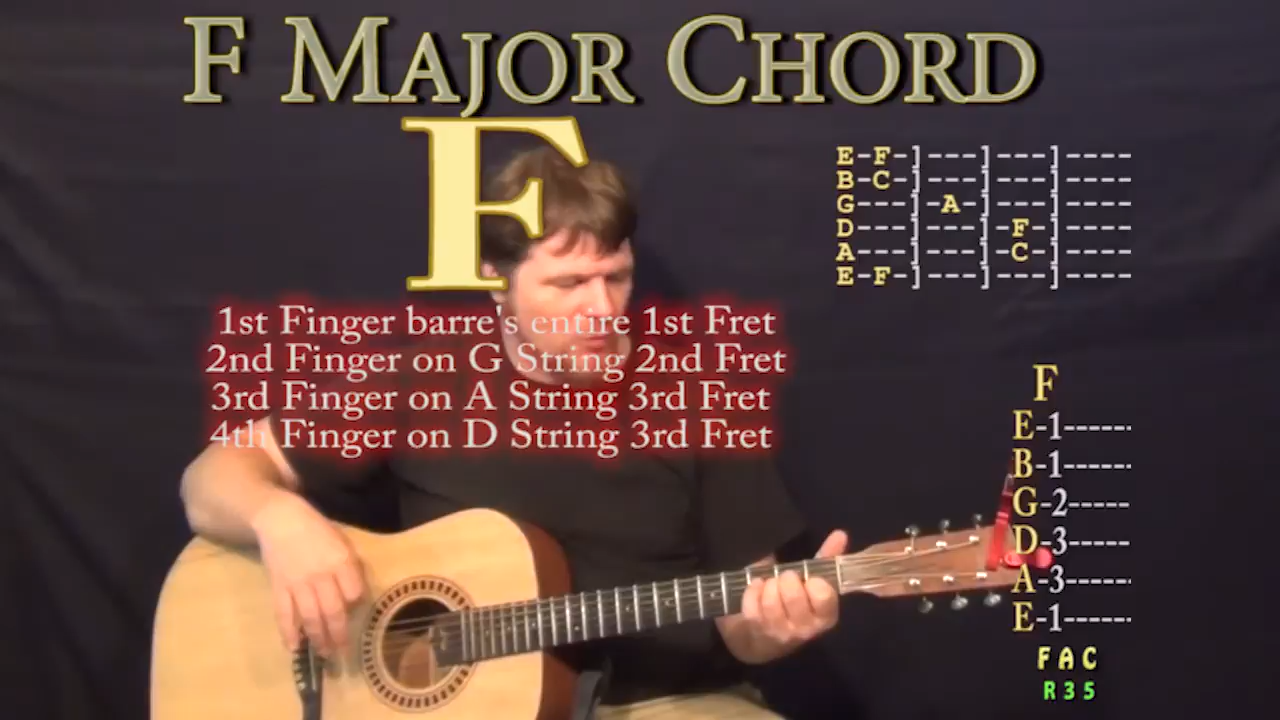 F MAJOR CHORD
F
1st Finger barre's entire 1st Fret
2nd Finger on G String 2nd Fret
3rd Finger on A String 3rd Fret
4th Finger on D String 3rd Fret
E-F-]---]---]----
B-C-]---]---]----
G---]-A-]---]----
D---]---]-F-]----
A---]---]-C-]----
E-F-]---]---]----
F
E-1------
B-1------
G-2-----
D-3-----
A-3------
E-1------
F A C
R 3 5